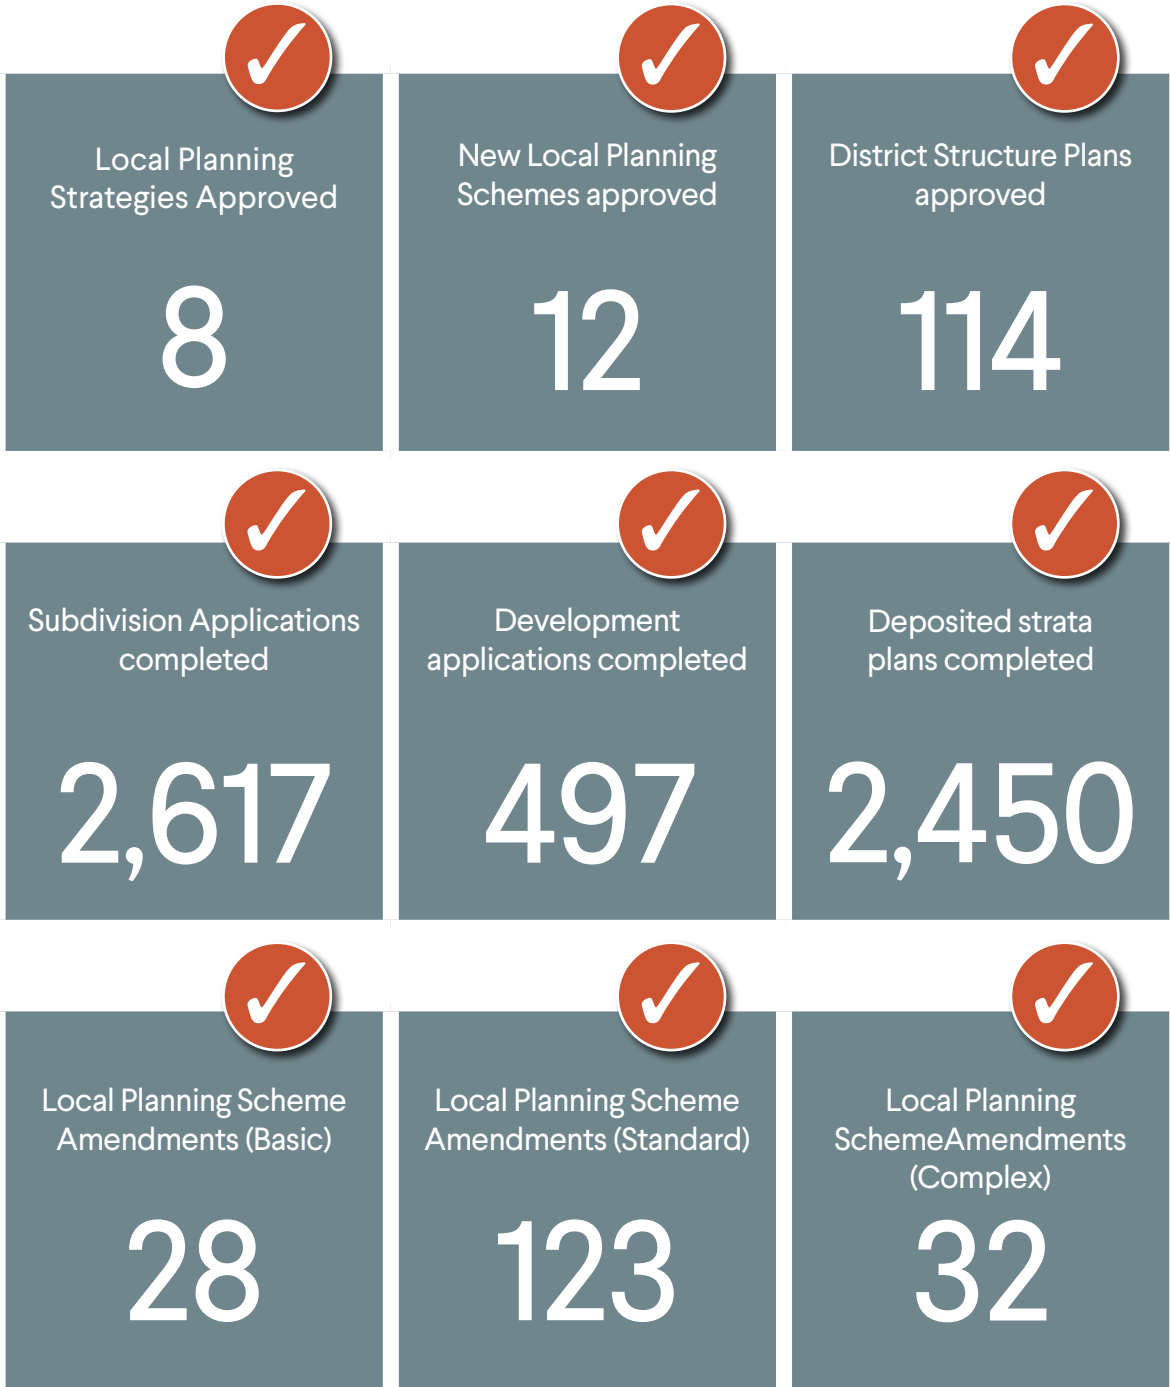 Local Planning
Strategies Approved
8
New Local Planning
Schemes approved
12
District Structure Plans
approved
114
Subdivision Applications
completed
2,617
Development
applications completed
497
Deposited strata
plans completed
2,450
Local Planning Scheme
Amendments (Basic)
28
Local Planning Scheme
Amendments (Standard)
123
Local Planning
SchemeAmendments
(Complex)
32